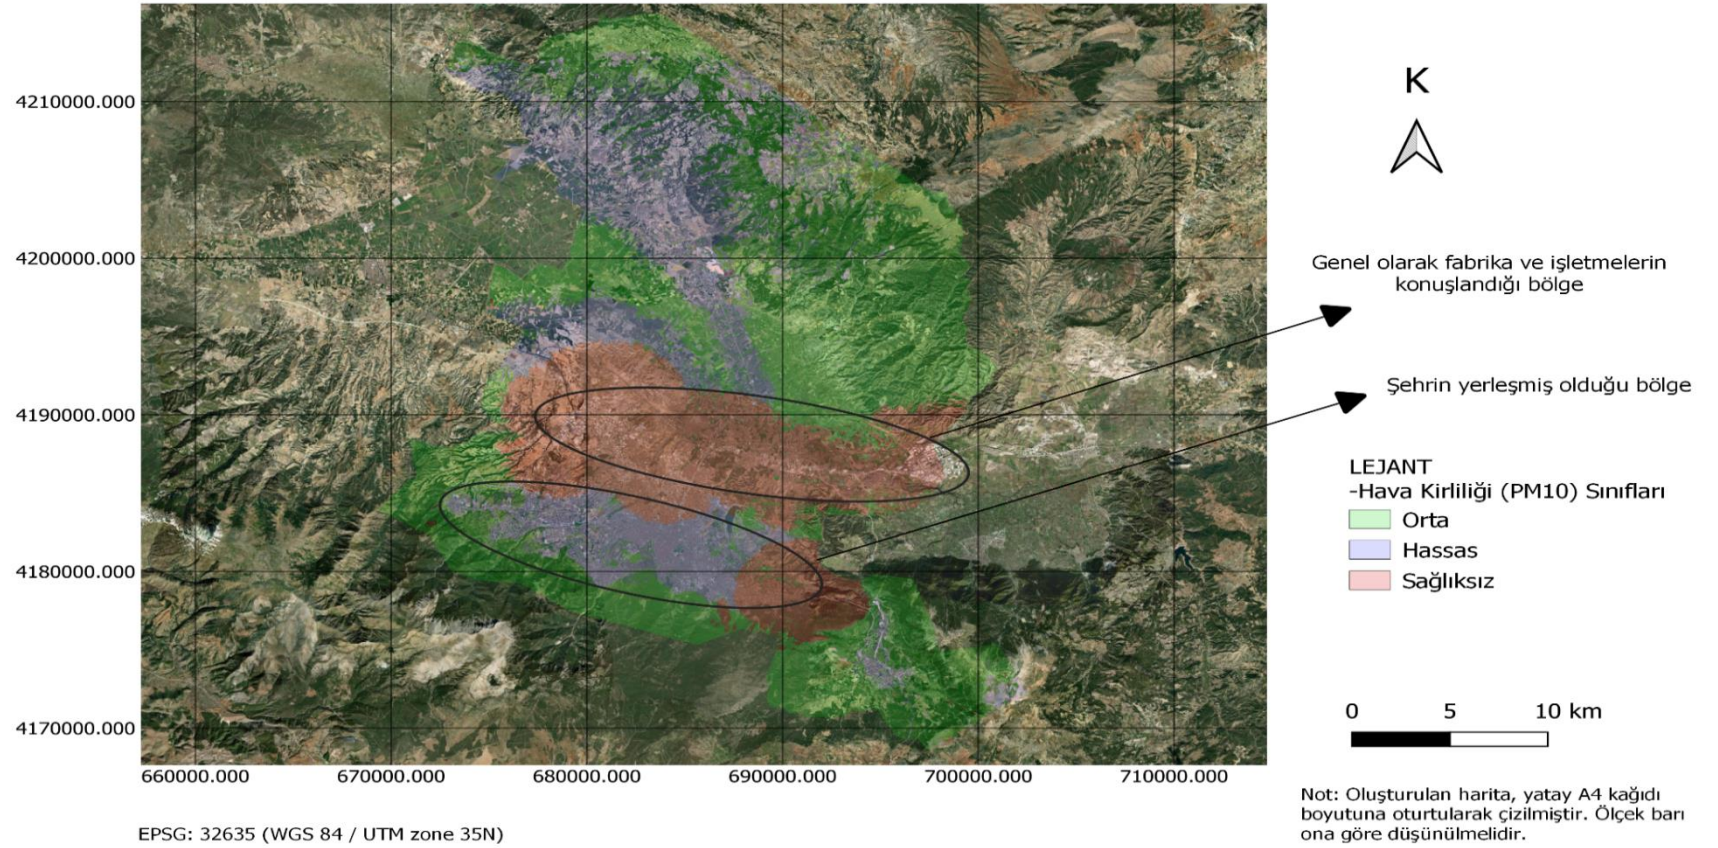 4210000.000
4200000.000
4190000.000
4180000.000
4170000.000
660000.000
670000.000
680000.000
690000.000
700000.000
710000.000
EPSG: 32635 (WGS 84 / UTM zone 35N)
K
Genel olarak fabrika ve işletmelerin
konuşlandığı bölge
Şehrin yerleşmiş olduğu bölge
LEJANT
-Hava Kirliliği (PM10) Sınıfları
Orta
Hassas
Sağlıksız
0 5 10 km
Not: Oluşturulan harita, yatay A4 kağıdı
boyutuna oturtularak çizilmiştir. Ölçek barı
ona göre düşünülmelidir.